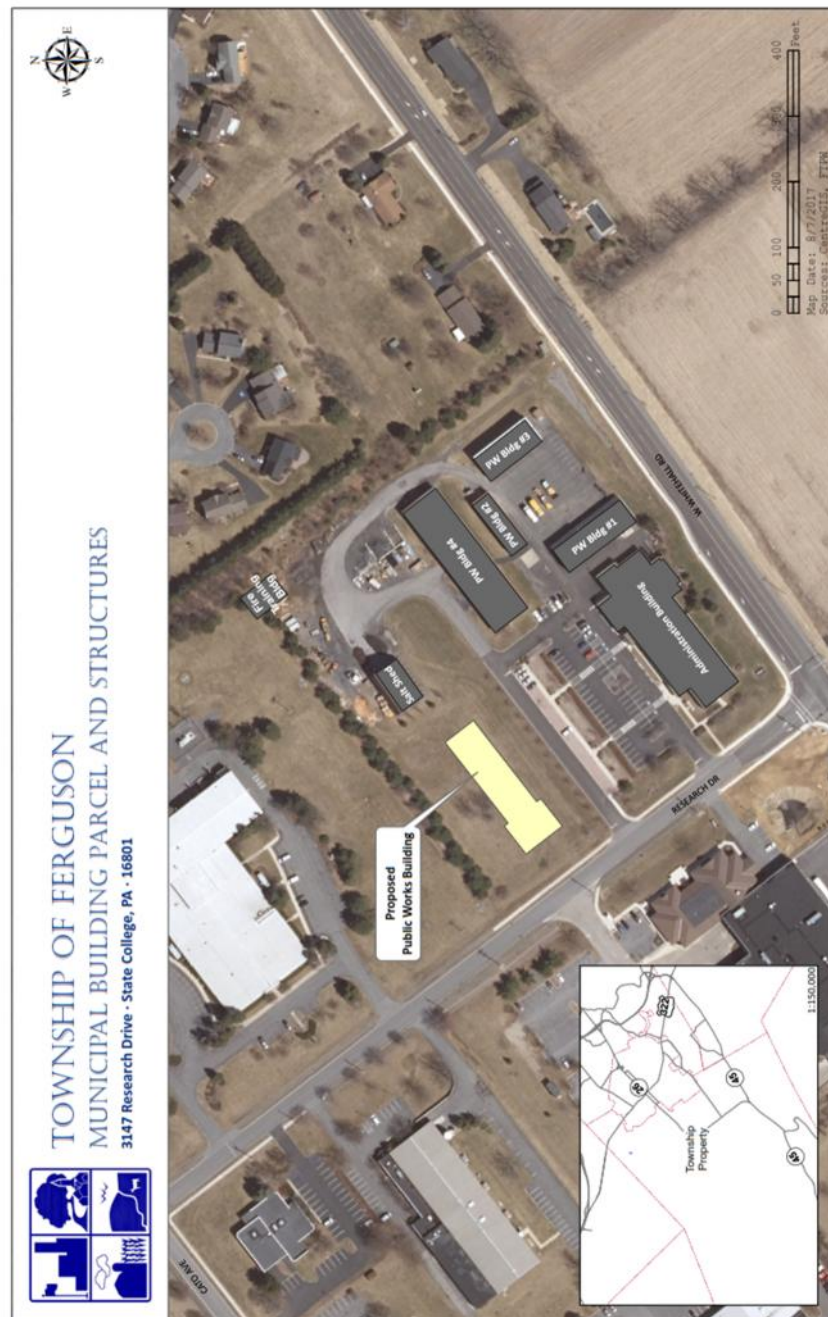 TOWNSHIP OF FERGUSON
MUNICIPAL BUILDING PARCEL AND STRUCTURES
3147 Research Drive - State College, PA - 16801
N
E
S
W
Proposed
Public Works Building
Salt Shed
Fire
Training
Bldg
PW Bldg #4
PW Bldg #2
PW Bldg #3
PW Bldg #1
Administration Building
W WHITEHALL RD
RESEARCH DR
CATO AVE
Township
Property
26
322
45
45
1:150,000
0 50 100 200 300 400
Feet
Map Date: 8/7/2017
Sources: CentreGIS, FTPW